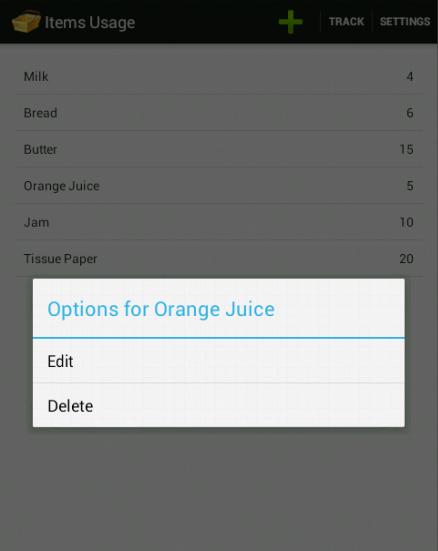 Items Usage TRACK SETTINGS
Milk 4
Bread 6
Butter 15
Orange Juice 5
Jam 10
Tissue Paper 20
Options for Orange Juice
Edit
Delete